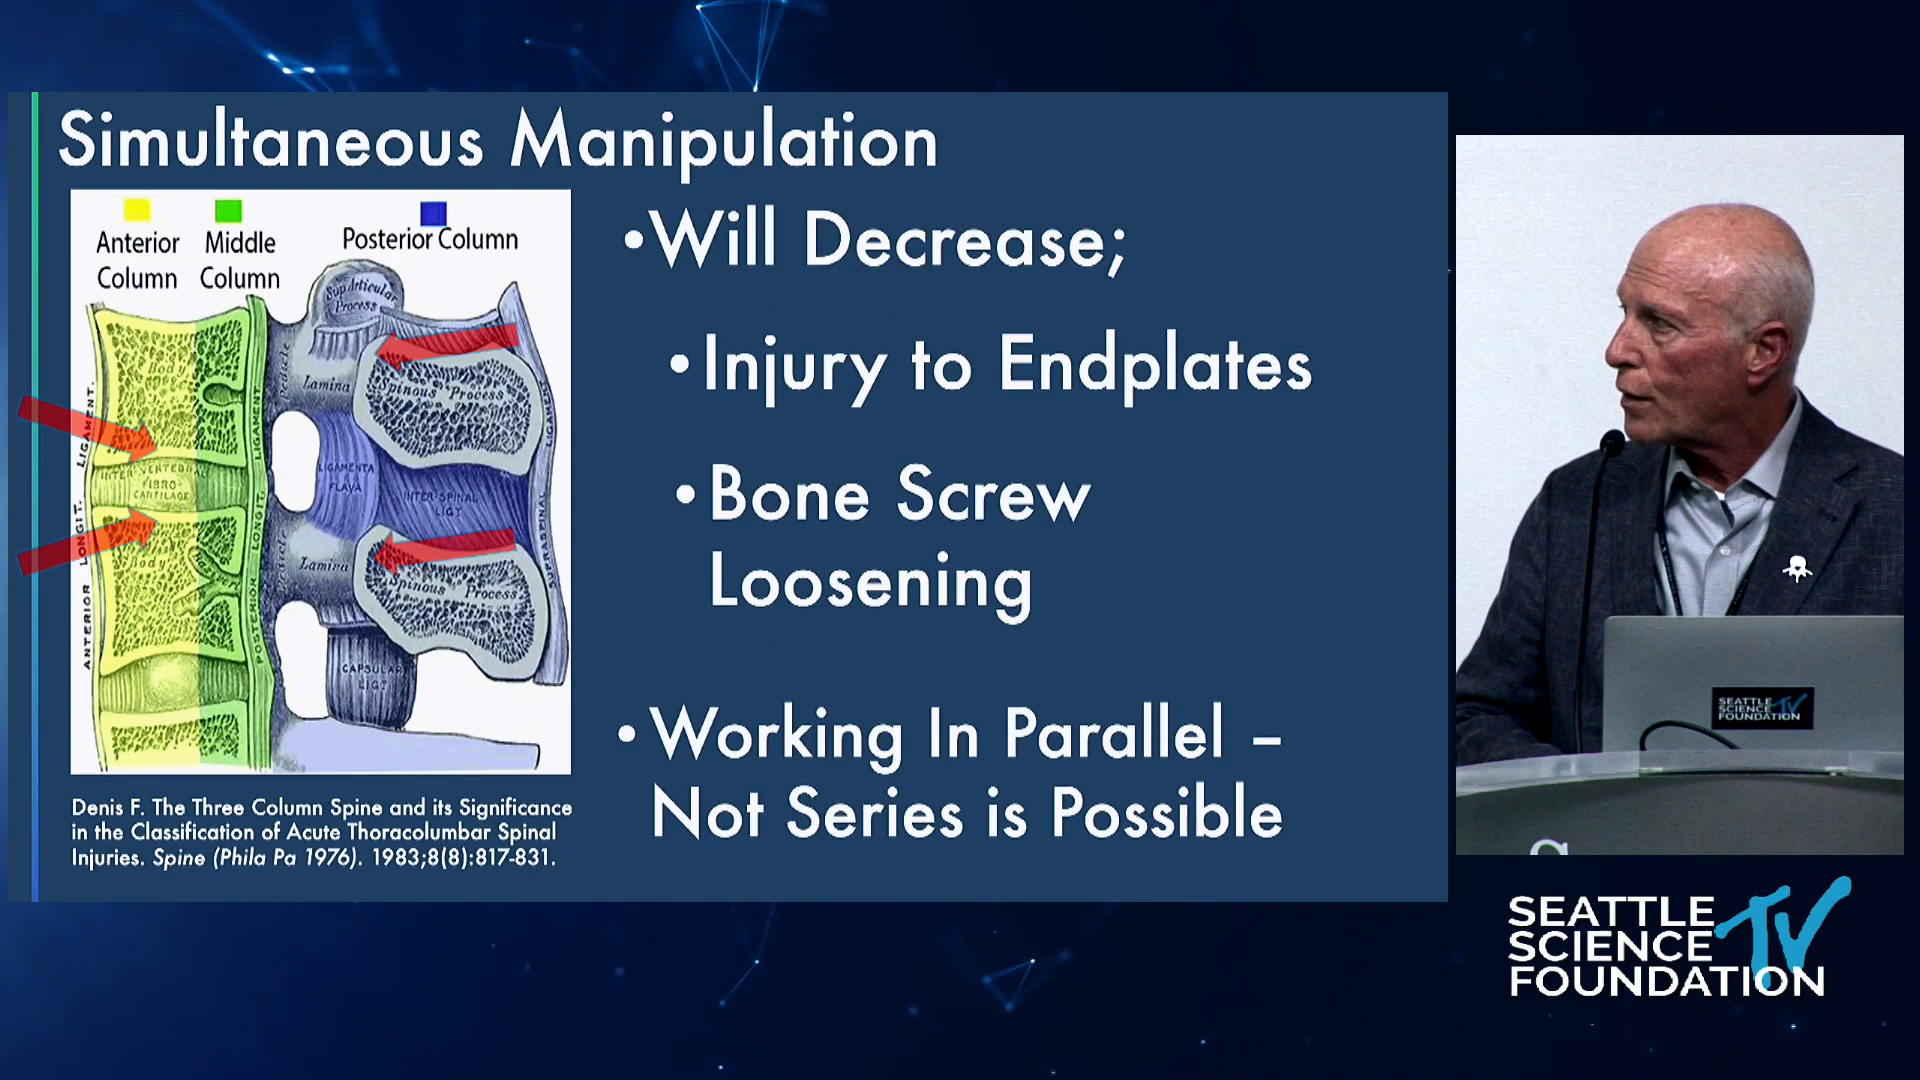 Simultaneous Manipulation
Anterior
Column
Middle
Column
Posterior Column
Sup Articular
Process
Body
Pedicle
Lamina
Spinous Process
ANTERIOR LONGIT. LIGAMENT.
POSTERIOR LONGIT. LIGAMENT.
INTER-VERTEBRAL
FIBRO-
CARTILAGE
LIGAMENTA
FLAVA
INTER-SPINAL
LIGT
SUPRASPINAL LIGAMENT
Body
Lamina
Spinous Process
CAPSULAR
LIGT
Denis F. The Three Column Spine and its Significance
in the Classification of Acute Thoracolumbar Spinal
Injuries. Spine (Phila Pa 1976). 1983;8(8):817-831.
•Will Decrease;
•Injury to Endplates
•Bone Screw
Loosening
•Working In Parallel –
Not Series is Possible
SEATTLE
SCIENCE
FOUNDATION
TV
S
SEATTLE
SCIENCE
FOUNDATION
TV